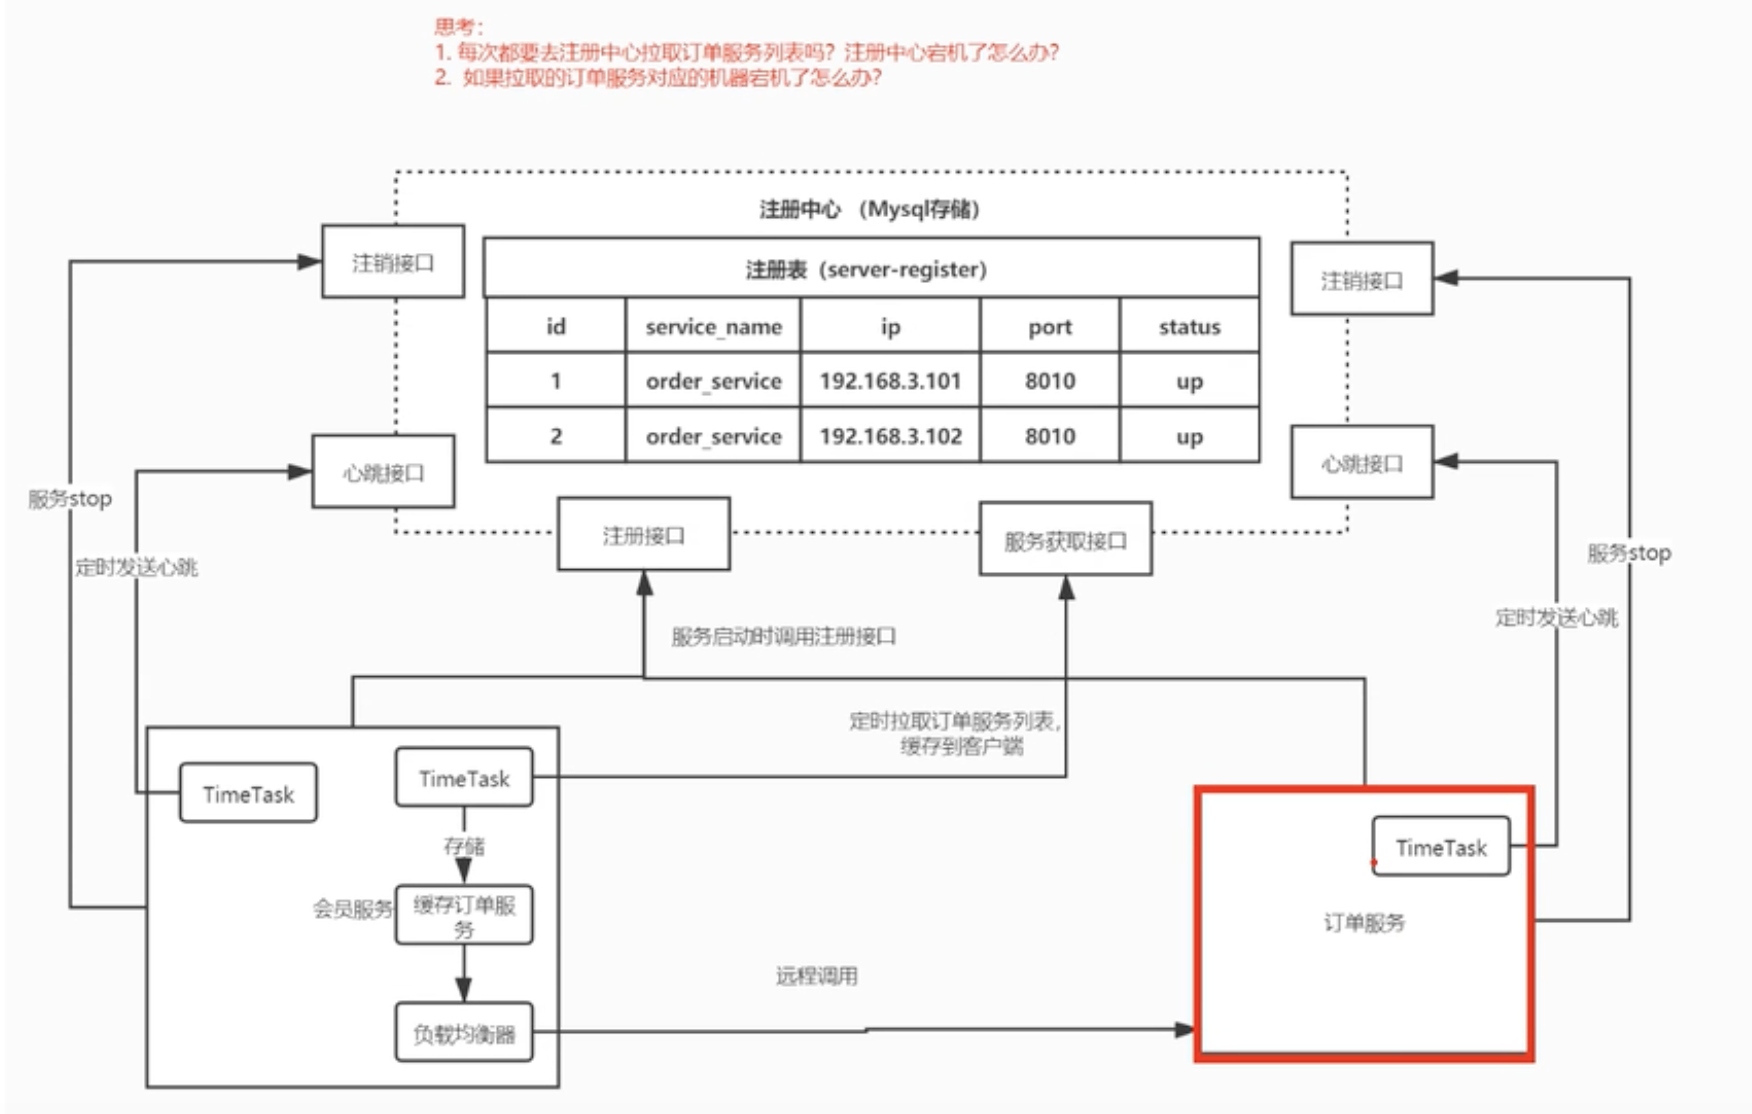 思考：
1. 每次都要去注册中心拉取订单服务列表吗？注册中心宕机了怎么办？
2. 如果拉取的订单服务对应的机器宕机了怎么办？
注册中心 （Mysql存储）
注销接口
注册表（server-register）
注销接口
id service_name ip port status
1 order_service 192.168.3.101 8010 up
2 order_service 192.168.3.102 8010 up
心跳接口
心跳接口
服务stop
注册接口
服务获取接口
服务stop
定时发送心跳
定时发送心跳
服务启动时调用注册接口
定时拉取订单服务列表，
缓存到客户端
TimeTask
TimeTask
存储
TimeTask
会员服务
缓存订单服
务
订单服务
远程调用
负载均衡器